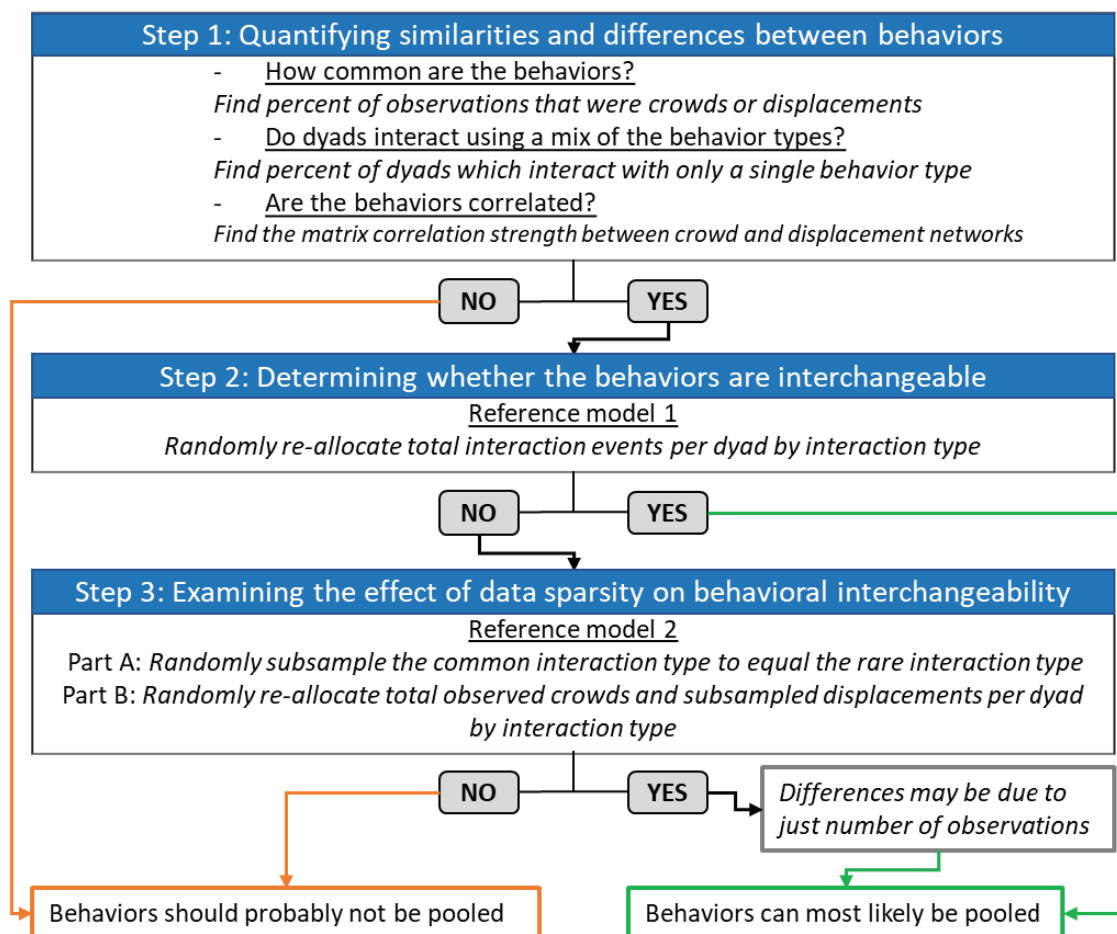 Step 1: Quantifying similarities and differences between behaviors
- How common are the behaviors?
Find percent of observations that were crowds or displacements
- Do dyads interact using a mix of the behavior types?
Find percent of dyads which interact with only a single behavior type
- Are the behaviors correlated?
Find the matrix correlation strength between crowd and displacement networks
NO
YES
Step 2: Determining whether the behaviors are interchangeable
Reference model 1
Randomly re-allocate total interaction events per dyad by interaction type
NO
YES
Step 3: Examining the effect of data sparsity on behavioral interchangeability
Reference model 2
Part A: Randomly subsample the common interaction type to equal the rare interaction type
Part B: Randomly re-allocate total observed crowds and subsampled displacements per dyad
by interaction type
NO
YES
Differences may be due to
just number of observations
Behaviors should probably not be pooled
Behaviors can most likely be pooled